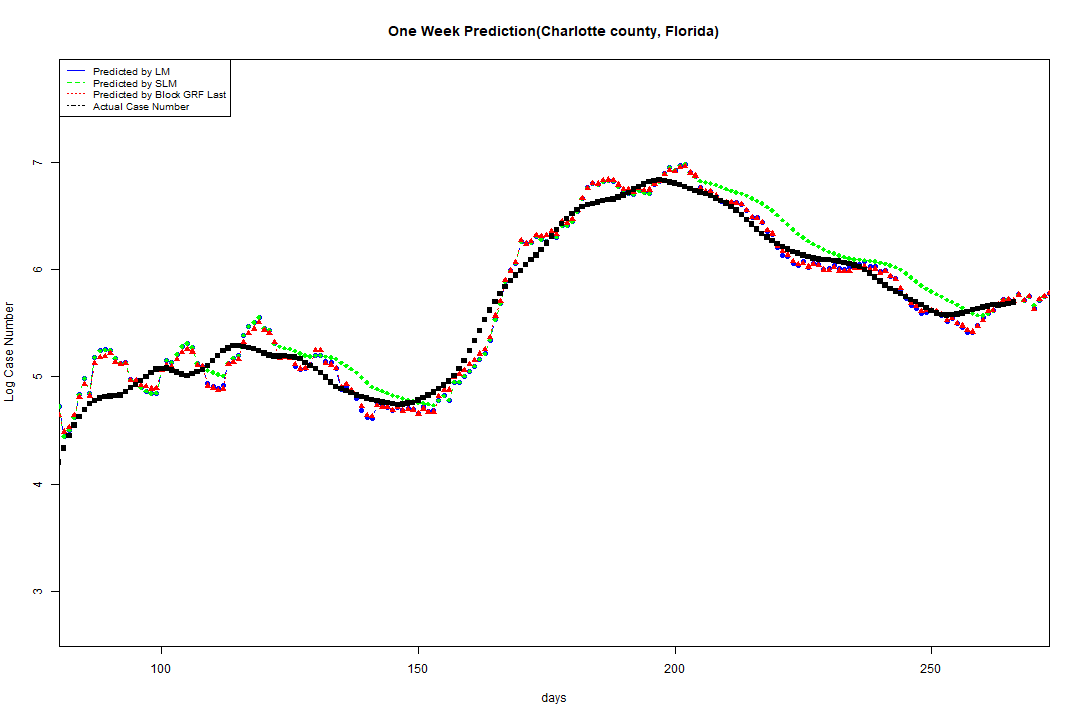 One Week Prediction(Charlotte county, Florida)
Predicted by LM
Predicted by SLM
Predicted by Block GRF Last
Actual Case Number
7
6
5
4
3
Log Case Number
100 150 200 250
days